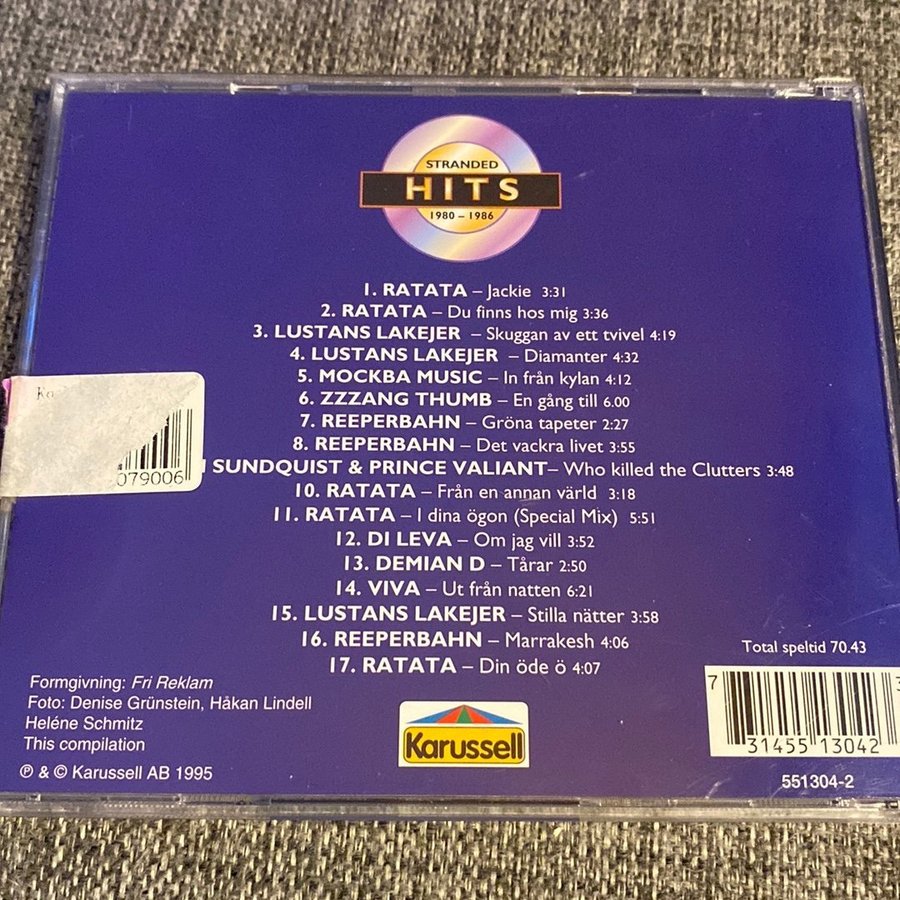 STRANDED
HITS
1980 – 1986
1. RATATA – Jackie 3:31
2. RATATA – Du finns hos mig 3:36
3. LUSTANS LAKEJER – Skuggan av ett tvivel 4:19
4. LUSTANS LAKEJER – Diamanter 4:32
5. MOCKBA MUSIC – In från kylan 4:12
6. ZZZANG THUMB – En gång till 6.00
7. REEPERBAHN – Gröna tapeter 2:27
8. REEPERBAHN – Det vackra livet 3:55
SUNDQUIST & PRINCE VALIANT– Who killed the Clutters 3:48
10. RATATA – Från en annan värld 3:18
11. RATATA – I dina ögon (Special Mix) 5:51
12. DI LEVA – Om jag vill 3:52
13. DEMIAN D – Tårar 2:50
14. VIVA – Ut från natten 6:21
15. LUSTANS LAKEJER – Stilla nätter 3:58
16. REEPERBAHN – Marrakesh 4:06
17. RATATA – Din öde ö 4:07
079006
Total speltid 70.43
Formgivning: Fri Reklam
Foto: Denise Grünstein, Håkan Lindell
Heléne Schmitz
This compilation
℗ & © Karussell AB 1995
Karussell
7 31455 13042 3
551304-2